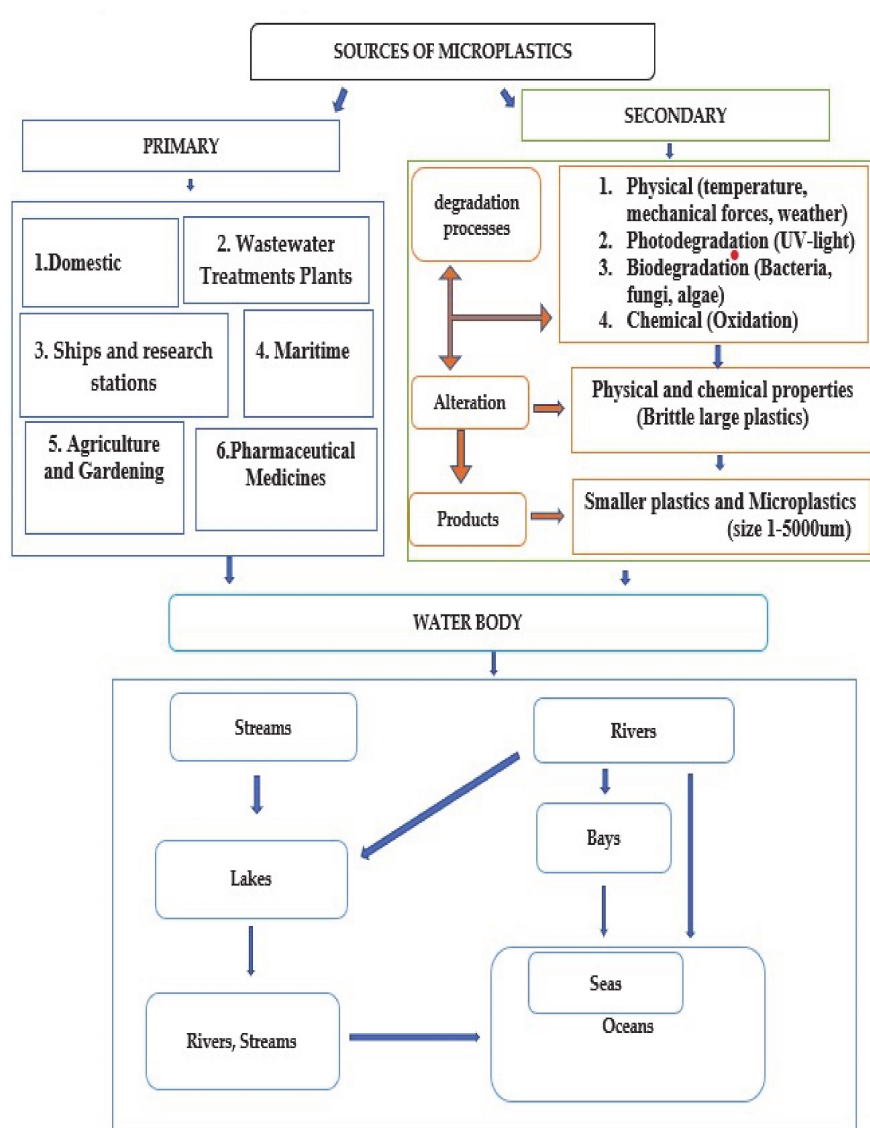 SOURCES OF MICROPLASTICS
PRIMARY
SECONDARY
1.Domestic
2. Wastewater
Treatments Plants
3. Ships and research
stations
4. Maritime
5. Agriculture
and Gardening
6.Pharmaceutical
Medicines
degradation
processes
1. Physical (temperature,
mechanical forces, weather)
2. Photodegradation (UV-light)
3. Biodegradation (Bacteria,
fungi, algae)
4. Chemical (Oxidation)
Alteration
Physical and chemical properties
(Brittle large plastics)
Products
Smaller plastics and Microplastics
(size 1-5000um)
WATER BODY
Streams
Rivers
Bays
Lakes
Seas
Oceans
Rivers, Streams